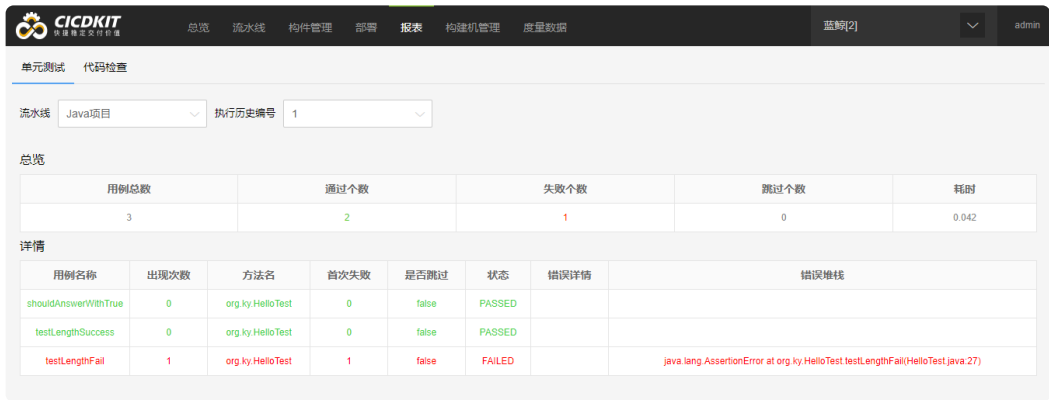 CICDKIT
快捷稳定交付价值
总览 流水线 构件管理 部署 报表 构建机管理 度量数据 蓝鲸[2] admin
单元测试 代码检查
流水线 Java项目 执行历史编号 1
总览
用例总数 通过个数 失败个数 跳过个数 耗时
3 2 1 0 0.042
详情
用例名称 出现次数 方法名 首次失败 是否跳过 状态 错误详情 错误堆栈
shouldAnswerWithTrue 0 org.ky.HelloTest 0 false PASSED
testLengthSuccess 0 org.ky.HelloTest 0 false PASSED
testLengthFail 1 org.ky.HelloTest 1 false FAILED java.lang.AssertionError at org.ky.HelloTest.testLengthFail(HelloTest.java:27)